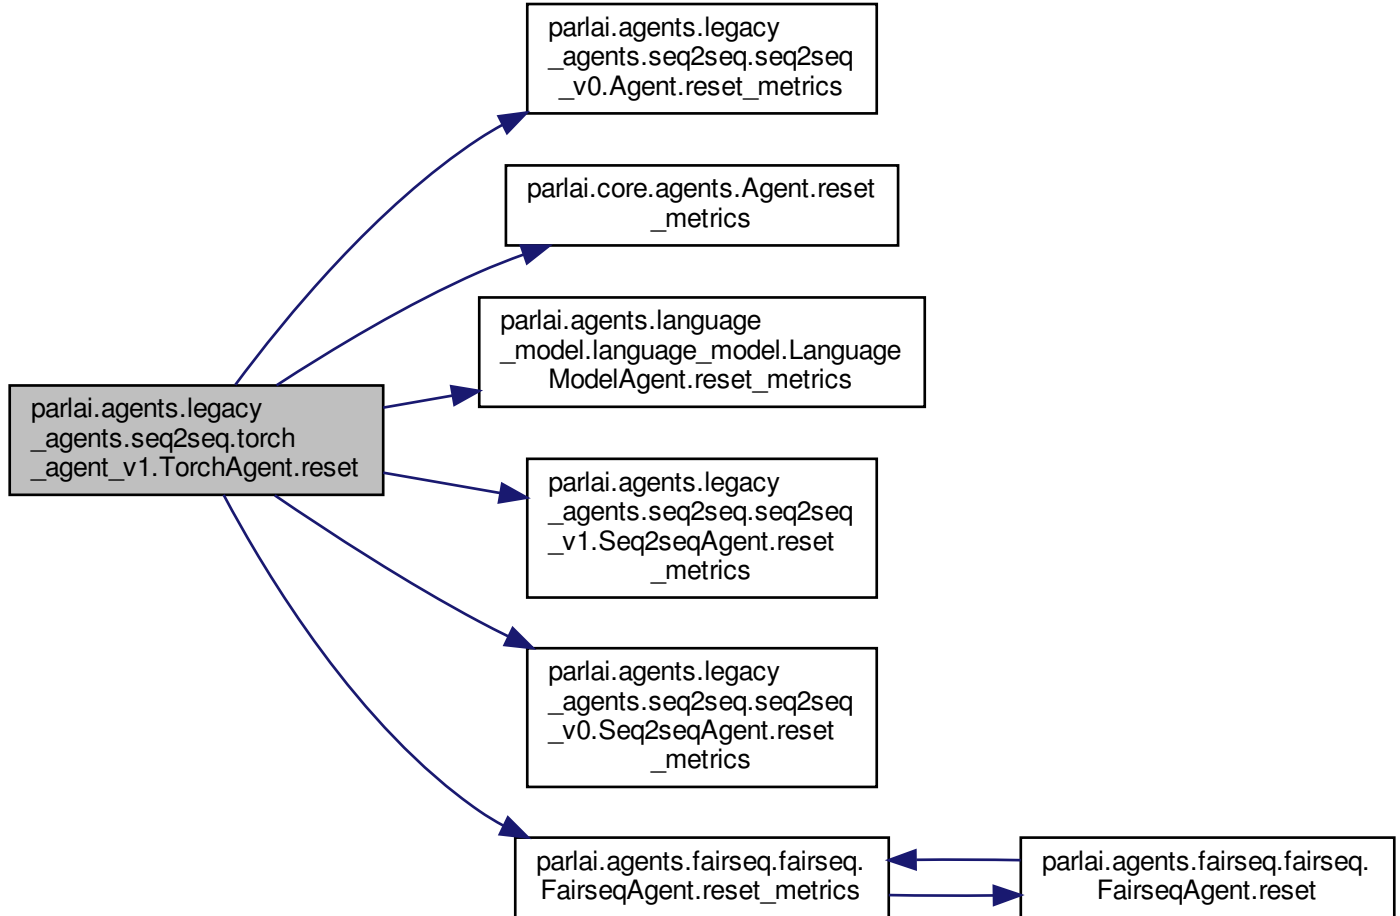 parlai.agents.legacy
_agents.seq2seq.seq2seq
_v0.Agent.reset_metrics
parlai.core.agents.Agent.reset
_metrics
parlai.agents.language
_model.language_model.Language
ModelAgent.reset_metrics
parlai.agents.legacy
_agents.seq2seq.torch
_agent_v1.TorchAgent.reset
parlai.agents.legacy
_agents.seq2seq.seq2seq
_v1.Seq2seqAgent.reset
_metrics
parlai.agents.legacy
_agents.seq2seq.seq2seq
_v0.Seq2seqAgent.reset
_metrics
parlai.agents.fairseq.fairseq.
FairseqAgent.reset_metrics
parlai.agents.fairseq.fairseq.
FairseqAgent.reset